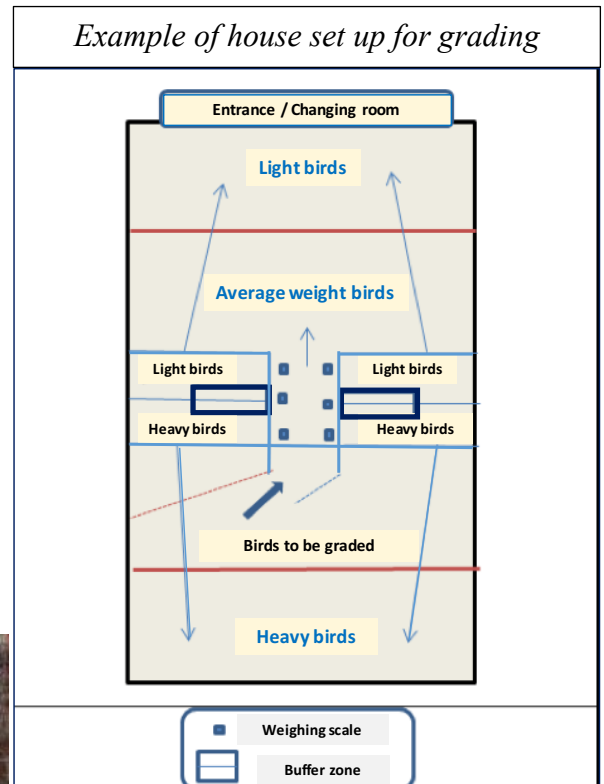 Example of house set up for grading
Entrance / Changing room
Light birds
Average weight birds
Light birds
Light birds
Heavy birds
Heavy birds
Birds to be graded
Heavy birds
Weighing scale
Buffer zone